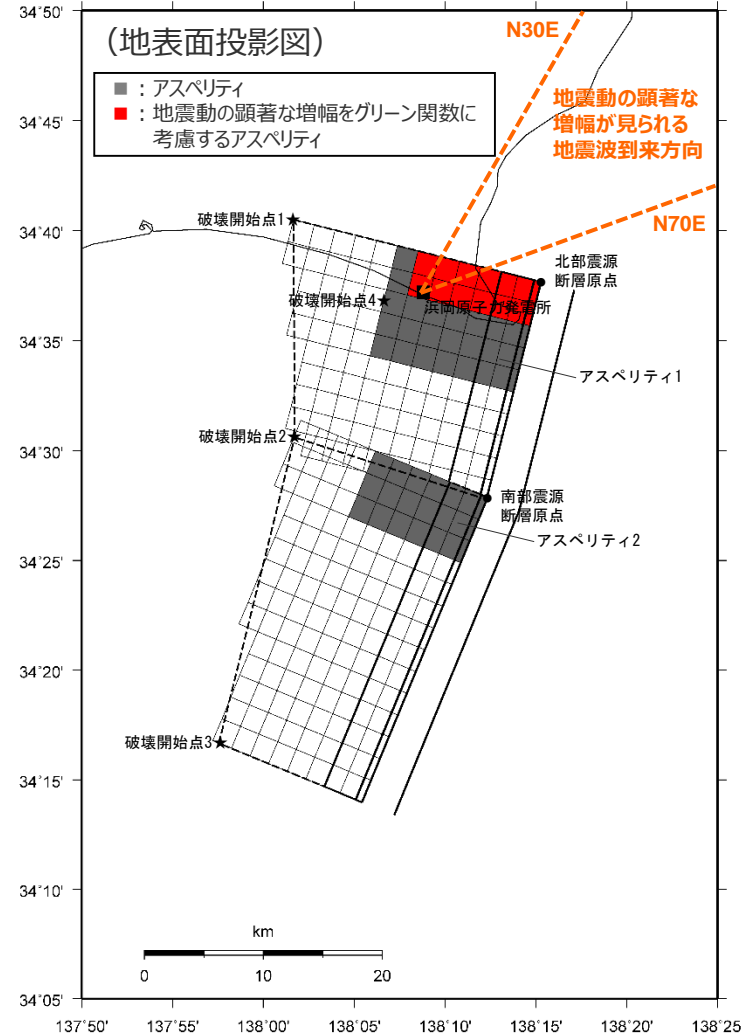 (地表面投影図)
■:アスペリティ
■:地震動の顕著な増幅をグリーン関数に
考慮するアスペリティ
N30E
地震動の顕著な
増幅が見られる
地震波到来方向
N70E
破壊開始点1
北部震源
断層原点
破壊開始点4
浜岡原子力発電所
アスペリティ1
破壊開始点2
南部震源
断層原点
アスペリティ2
破壊開始点3
km
0 10 20
34°50'
34°45'
34°40'
34°35'
34°30'
34°25'
34°20'
34°15'
34°10'
34°05'
137°50' 137°55' 138°00' 138°05' 138°10' 138°15' 138°20' 138°25'